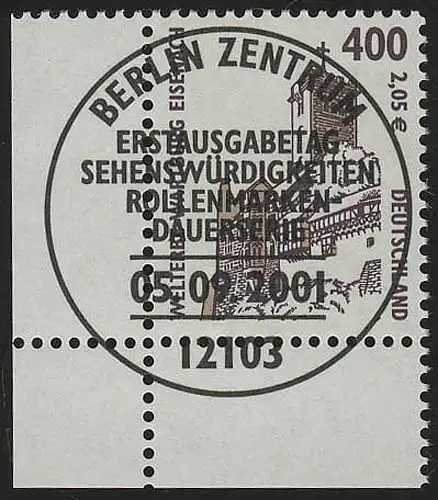 BERLIN ZENTRUM
ERSTAUSGABETAG
SEHENSWÜRDIGKEITEN
ROLLENMARKEN-
DAUERSERIE
05.09.2001
12103
400
2,05 €
DEUTSCHLAND
WELTERBE WARTBURG EISENACH